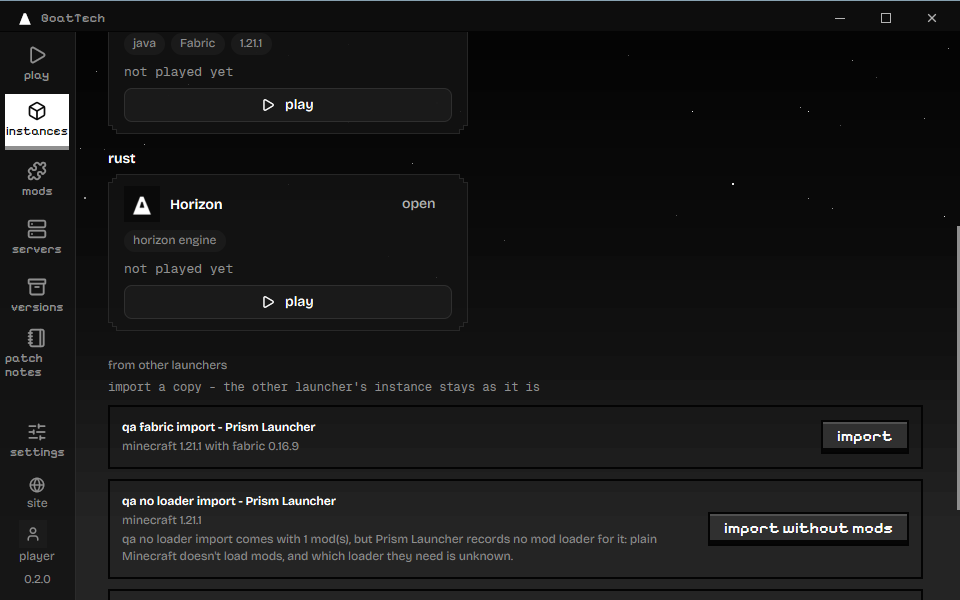 GoatTech
play
instances
mods
servers
versions
patch
notes
settings
site
player
0.2.0
java
Fabric
1.21.1
not played yet
play
rust
Horizon
open
horizon engine
not played yet
play
from other launchers
import a copy - the other launcher's instance stays as it is
qa fabric import - Prism Launcher
minecraft 1.21.1 with fabric 0.16.9
import
qa no loader import - Prism Launcher
minecraft 1.21.1
qa no loader import comes with 1 mod(s), but Prism Launcher records no mod loader for it: plain
Minecraft doesn't load mods, and which loader they need is unknown.
import without mods